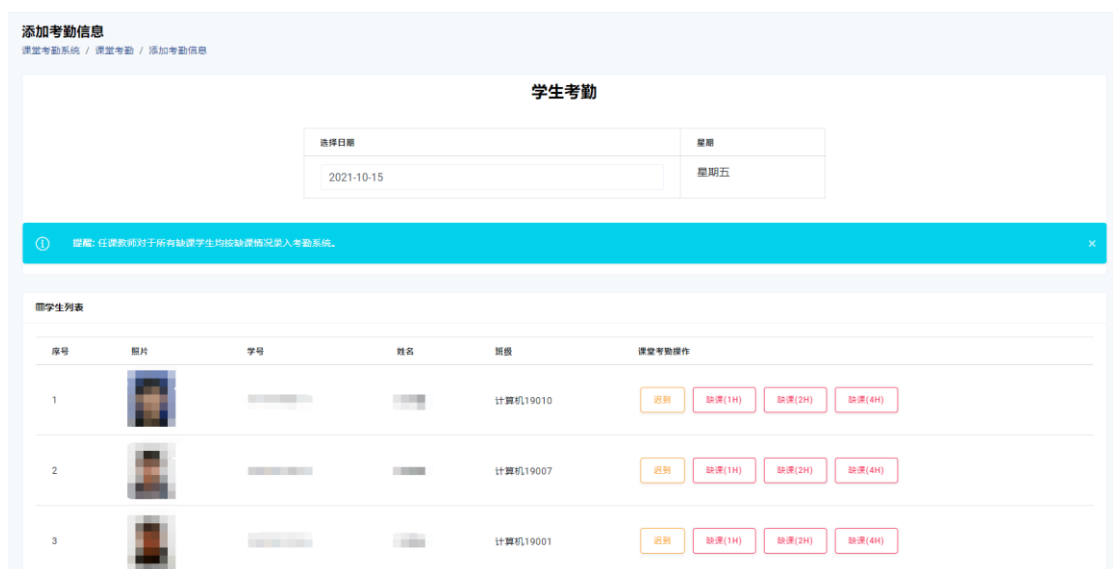 添加考勤信息
课堂考勤系统 / 课堂考勤 / 添加考勤信息
学生考勤
选择日期 星期
2021-10-15 星期五
提醒: 任课教师对于所有缺课学生均按缺课情况录入考勤系统。 ×
学生列表
序号 照片 学号 姓名 班级 课堂考勤操作
1 计算机19010 迟到 缺课(1H) 缺课(2H) 缺课(4H)
2 计算机19007 迟到 缺课(1H) 缺课(2H) 缺课(4H)
3 计算机19001 迟到 缺课(1H) 缺课(2H) 缺课(4H)